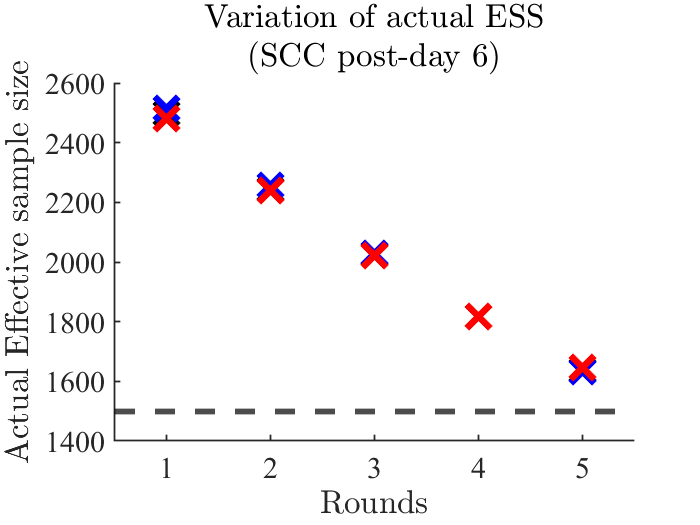 Variation of actual ESS
(SCC post-day 6)
Actual Effective sample size
2600
2400
2200
2000
1800
1600
1400
1 2 3 4 5
Rounds